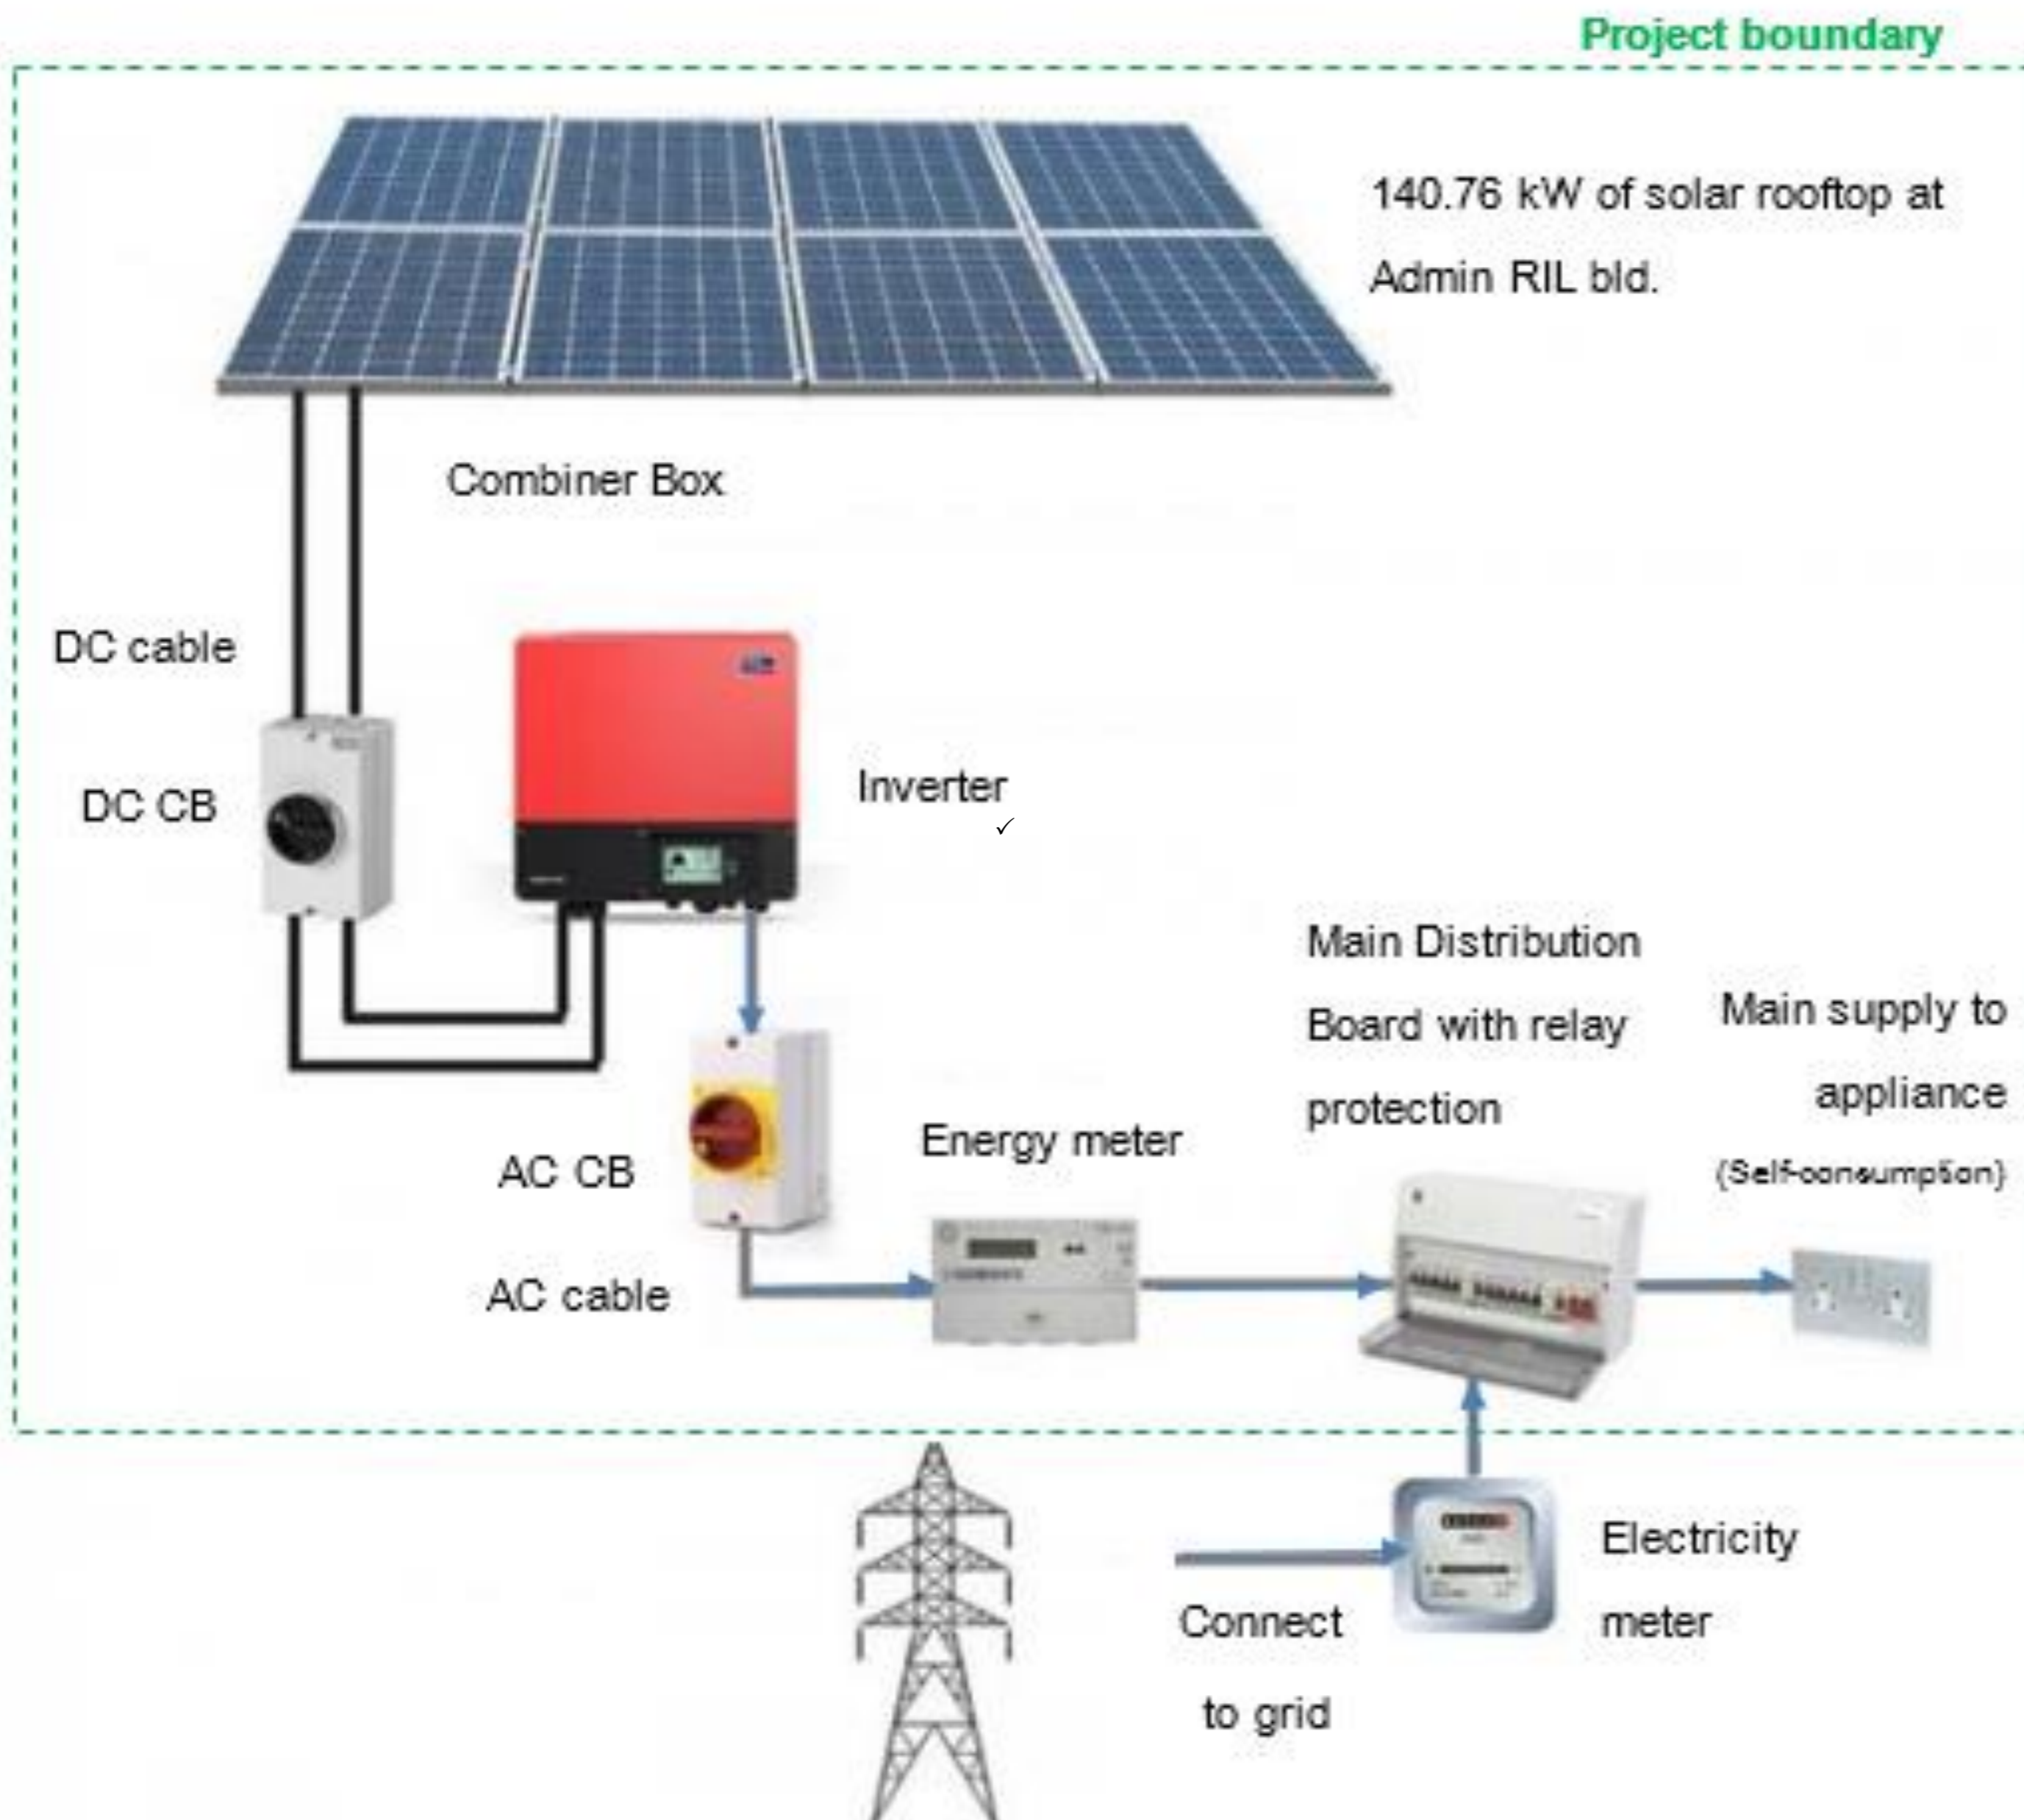 Project boundary
140.76 kW of solar rooftop at
Admin RIL bld.
Combiner Box
DC cable
DC CB
Inverter
✓
Main Distribution
Board with relay
protection
Main supply to
appliance
(Self-consumption)
Energy meter
AC CB
AC cable
Electricity
meter
Connect
to grid